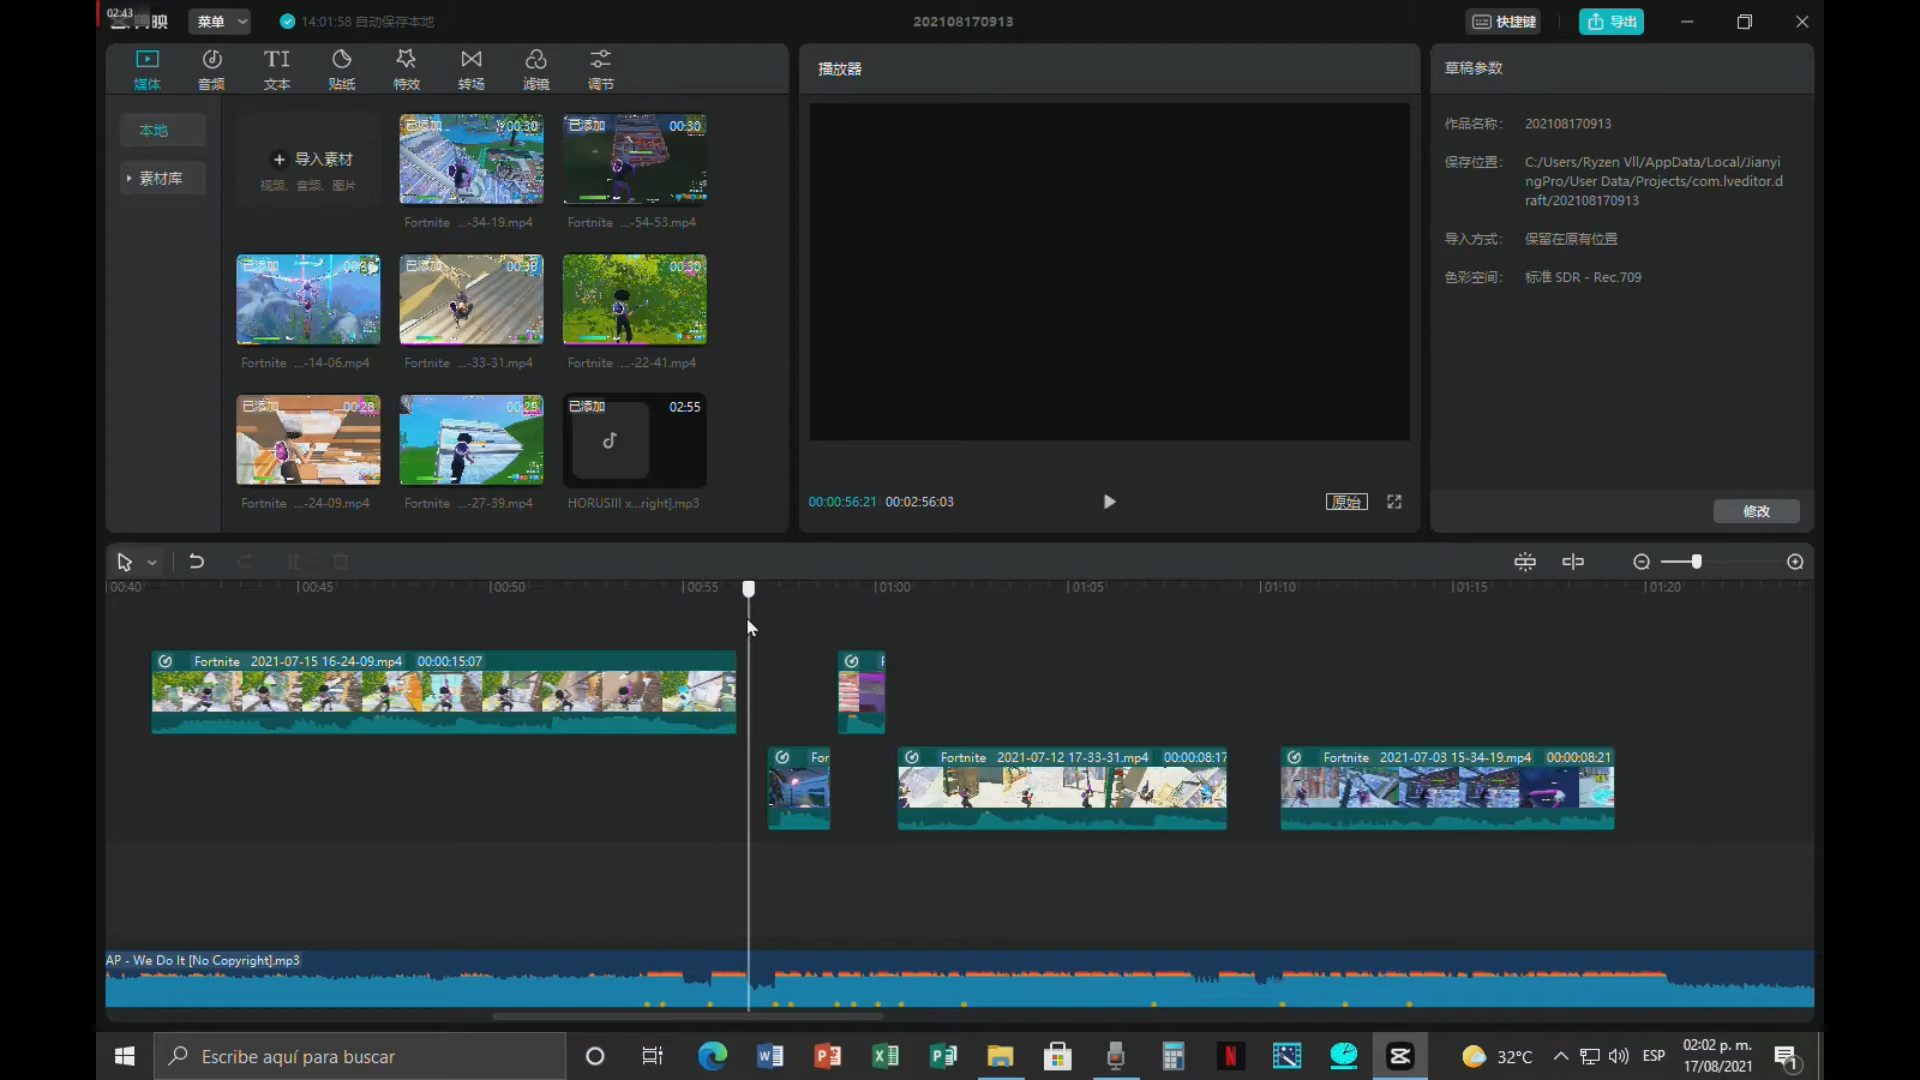 02:43
剪映
菜单
14:01:58 自动保存本地
202108170913
快捷键
导出
媒体
音频
文本
贴纸
特效
转场
滤镜
调节
播放器
草稿参数
本地
素材库
导入素材
视频、音频、图片
已添加 00:30
Fortnite ...-34-19.mp4
已添加 00:30
Fortnite ...-54-53.mp4
已添加
Fortnite ...-14-06.mp4
已添加 00:30
Fortnite ...-33-31.mp4
00:30
Fortnite ...-22-41.mp4
已添加 00:28
Fortnite ...-24-09.mp4
Fortnite ...-27-39.mp4
已添加 02:55
HORUSIII x...right].mp3
00:00:56:21 00:02:56:03
原始
作品名称: 202108170913
保存位置: C:/Users/Ryzen Vll/AppData/Local/Jianyi
ngPro/User Data/Projects/com.lveditor.d
raft/202108170913
导入方式: 保留在原有位置
色彩空间: 标准 SDR - Rec.709
修改
00:40 00:45 00:50 00:55 01:00 01:05 01:10 01:15 01:20
Fortnite 2021-07-15 16-24-09.mp4 00:00:15:07
F
For
Fortnite 2021-07-12 17-33-31.mp4 00:00:08:17
Fortnite 2021-07-03 15-34-19.mp4 00:00:08:21
AP - We Do It [No Copyright].mp3
Escribe aquí para buscar
32°C
ESP
02:02 p. m.
17/08/2021
1